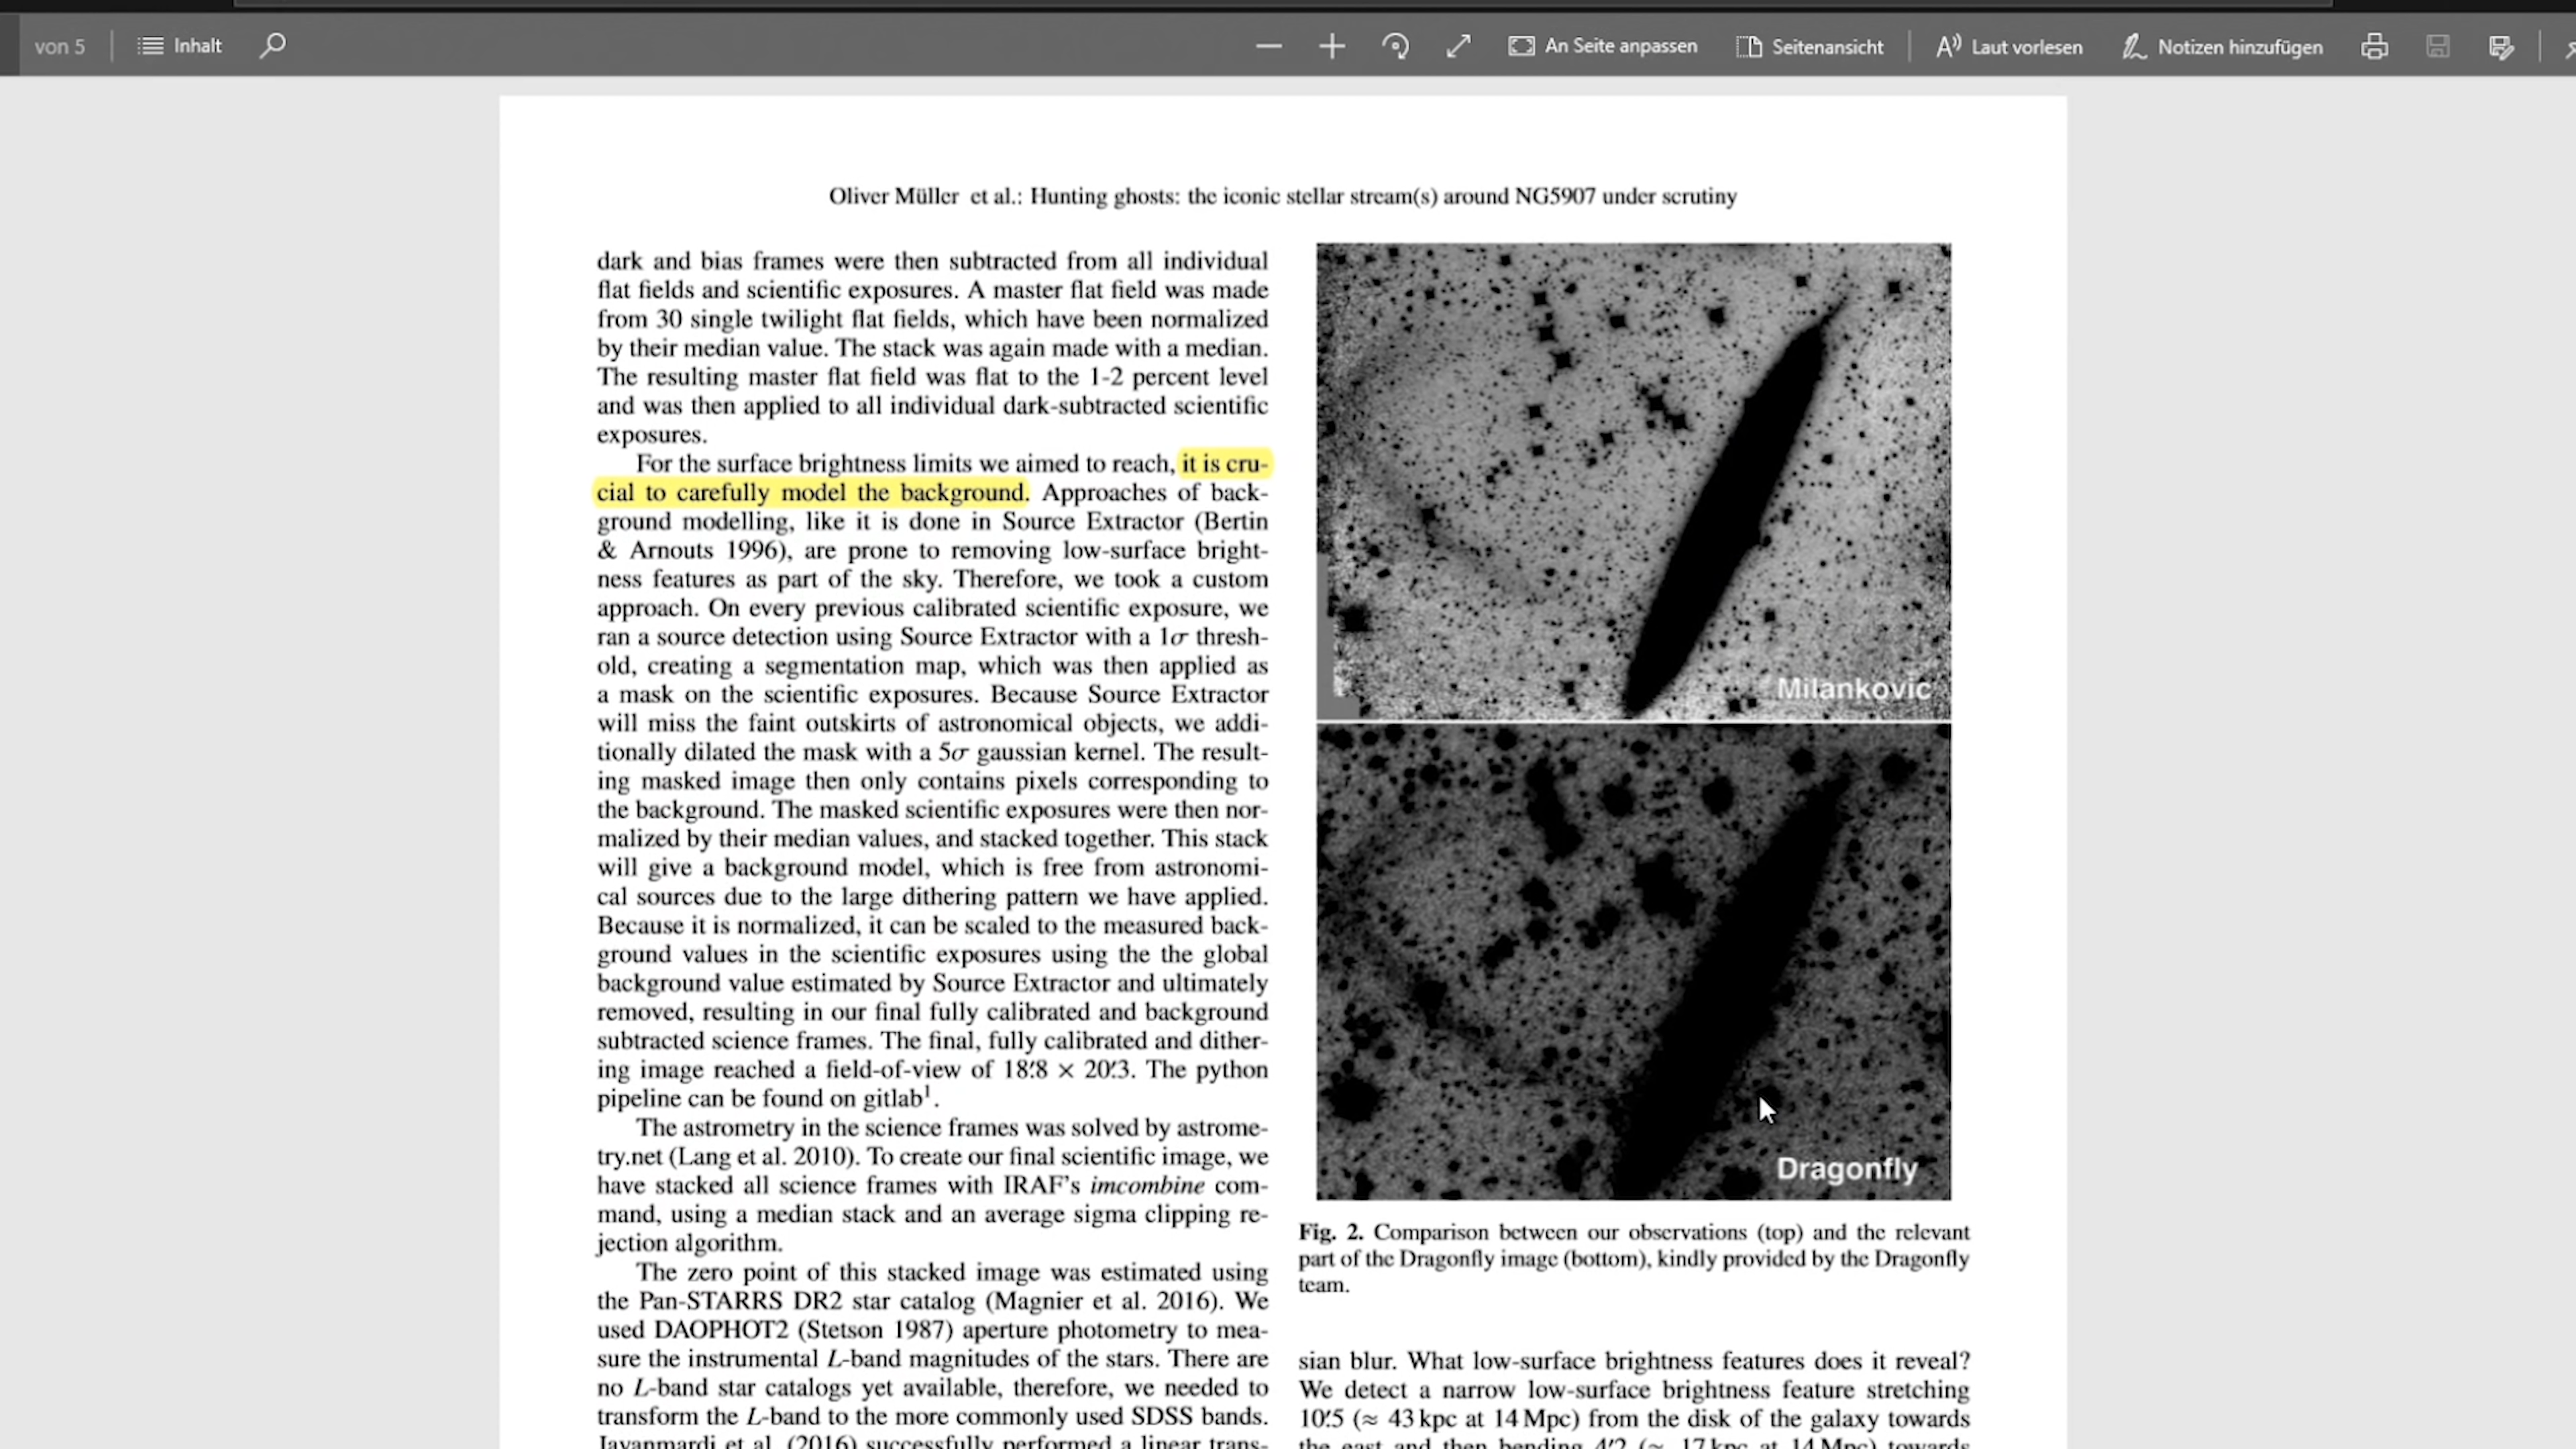 von 5
Inhalt
An Seite anpassen
Seitenansicht
Laut vorlesen
Notizen hinzufügen
Oliver Müller et al.: Hunting ghosts: the iconic stellar stream(s) around NG5907 under scrutiny
dark and bias frames were then subtracted from all individual
flat fields and scientific exposures. A master flat field was made
from 30 single twilight flat fields, which have been normalized
by their median value. The stack was again made with a median.
The resulting master flat field was flat to the 1-2 percent level
and was then applied to all individual dark-subtracted scientific
exposures.
For the surface brightness limits we aimed to reach, it is cru-
cial to carefully model the background. Approaches of back-
ground modelling, like it is done in Source Extractor (Bertin
& Arnouts 1996), are prone to removing low-surface bright-
ness features as part of the sky. Therefore, we took a custom
approach. On every previous calibrated scientific exposure, we
ran a source detection using Source Extractor with a 1σ thresh-
old, creating a segmentation map, which was then applied as
a mask on the scientific exposures. Because Source Extractor
will miss the faint outskirts of astronomical objects, we addi-
tionally dilated the mask with a 5σ gaussian kernel. The result-
ing masked image then only contains pixels corresponding to
the background. The masked scientific exposures were then nor-
malized by their median values, and stacked together. This stack
will give a background model, which is free from astronomi-
cal sources due to the large dithering pattern we have applied.
Because it is normalized, it can be scaled to the measured back-
ground values in the scientific exposures using the the global
background value estimated by Source Extractor and ultimately
removed, resulting in our final fully calibrated and background
subtracted science frames. The final, fully calibrated and dither-
ing image reached a field-of-view of 18′.8 × 20′.3. The python
pipeline can be found on gitlab¹.
The astrometry in the science frames was solved by astrome-
try.net (Lang et al. 2010). To create our final scientific image, we
have stacked all science frames with IRAF's imcombine com-
mand, using a median stack and an average sigma clipping re-
jection algorithm.
The zero point of this stacked image was estimated using
the Pan-STARRS DR2 star catalog (Magnier et al. 2016). We
used DAOPHOT2 (Stetson 1987) aperture photometry to mea-
sure the instrumental L-band magnitudes of the stars. There are
no L-band star catalogs yet available, therefore, we needed to
transform the L-band to the more commonly used SDSS bands.
Javanmardi et al. (2016) successfully performed a linear trans-
Milankovic
Dragonfly
Fig. 2. Comparison between our observations (top) and the relevant
part of the Dragonfly image (bottom), kindly provided by the Dragonfly
team.
sian blur. What low-surface brightness features does it reveal?
We detect a narrow low-surface brightness feature stretching
10′.5 (≈ 43 kpc at 14 Mpc) from the disk of the galaxy towards
the east and then bending 4′.2 (≈ 17 kpc at 14 Mpc) towards